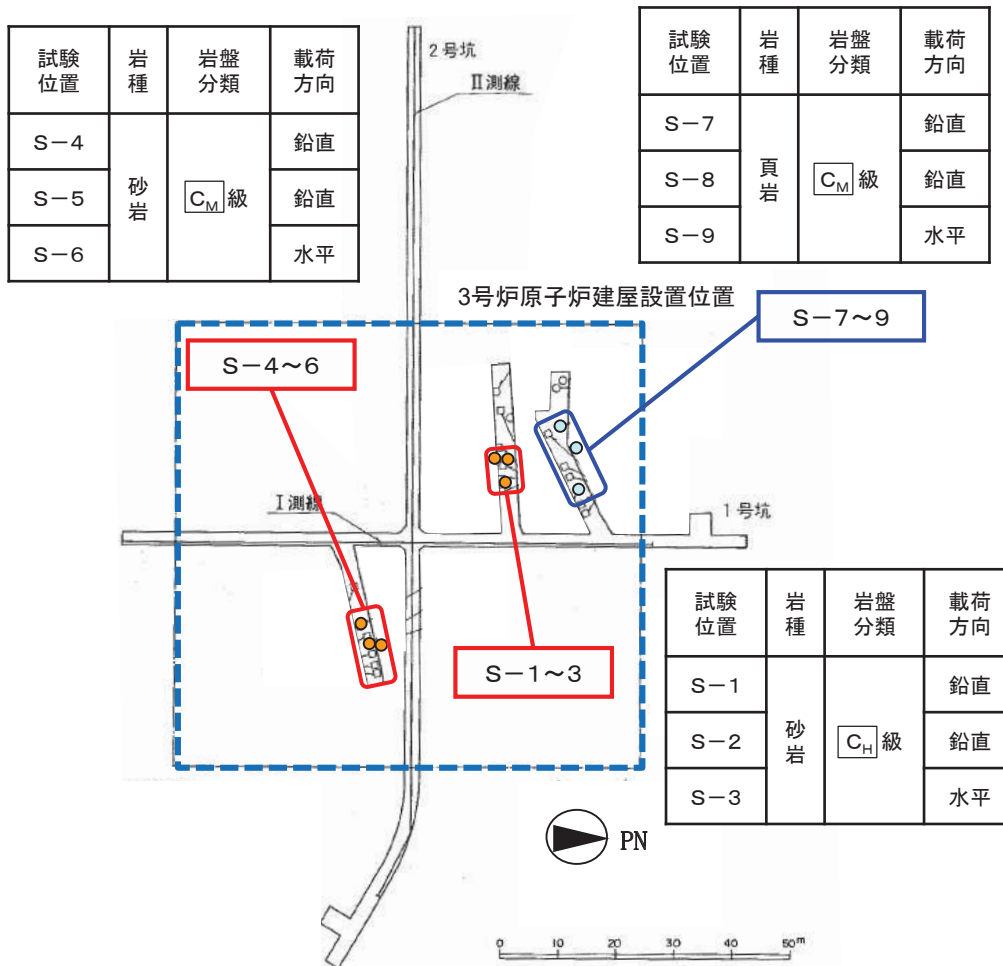 試験位置 岩種 岩盤分類 載荷方向
S-4 砂岩 CM級 鉛直
S-5 鉛直
S-6 水平
2号坑
Ⅱ測線
試験位置 岩種 岩盤分類 載荷方向
S-7 頁岩 CM級 鉛直
S-8 鉛直
S-9 水平
3号炉原子炉建屋設置位置
S-7~9
S-4~6
Ⅰ測線
1号坑
S-1~3
試験位置 岩種 岩盤分類 載荷方向
S-1 砂岩 CH級 鉛直
S-2 鉛直
S-3 水平
PN
0 10 20 30 40 50m